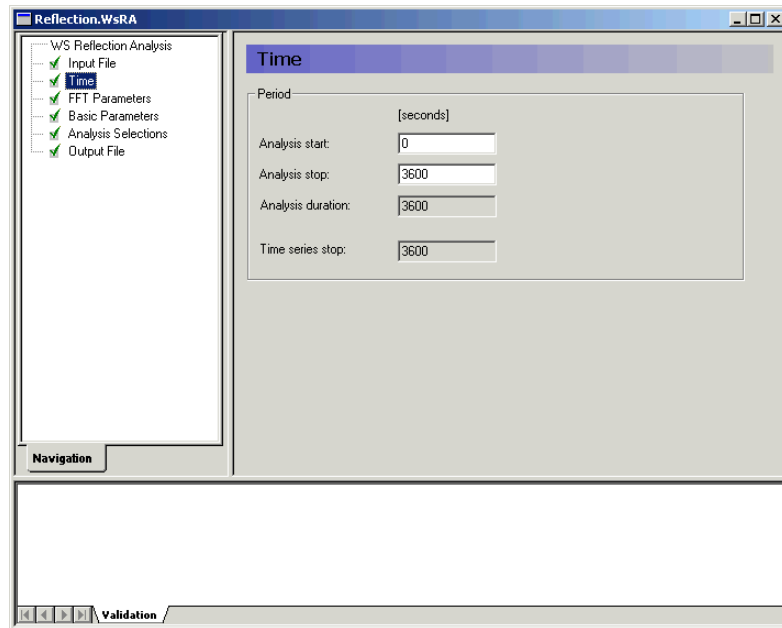 Reflection.WsRA
WS Reflection Analysis
Input File
Time
FFT Parameters
Basic Parameters
Analysis Selections
Output File
Navigation
Time
Period
[seconds]
Analysis start: 0
Analysis stop: 3600
Analysis duration: 3600
Time series stop: 3600
Validation